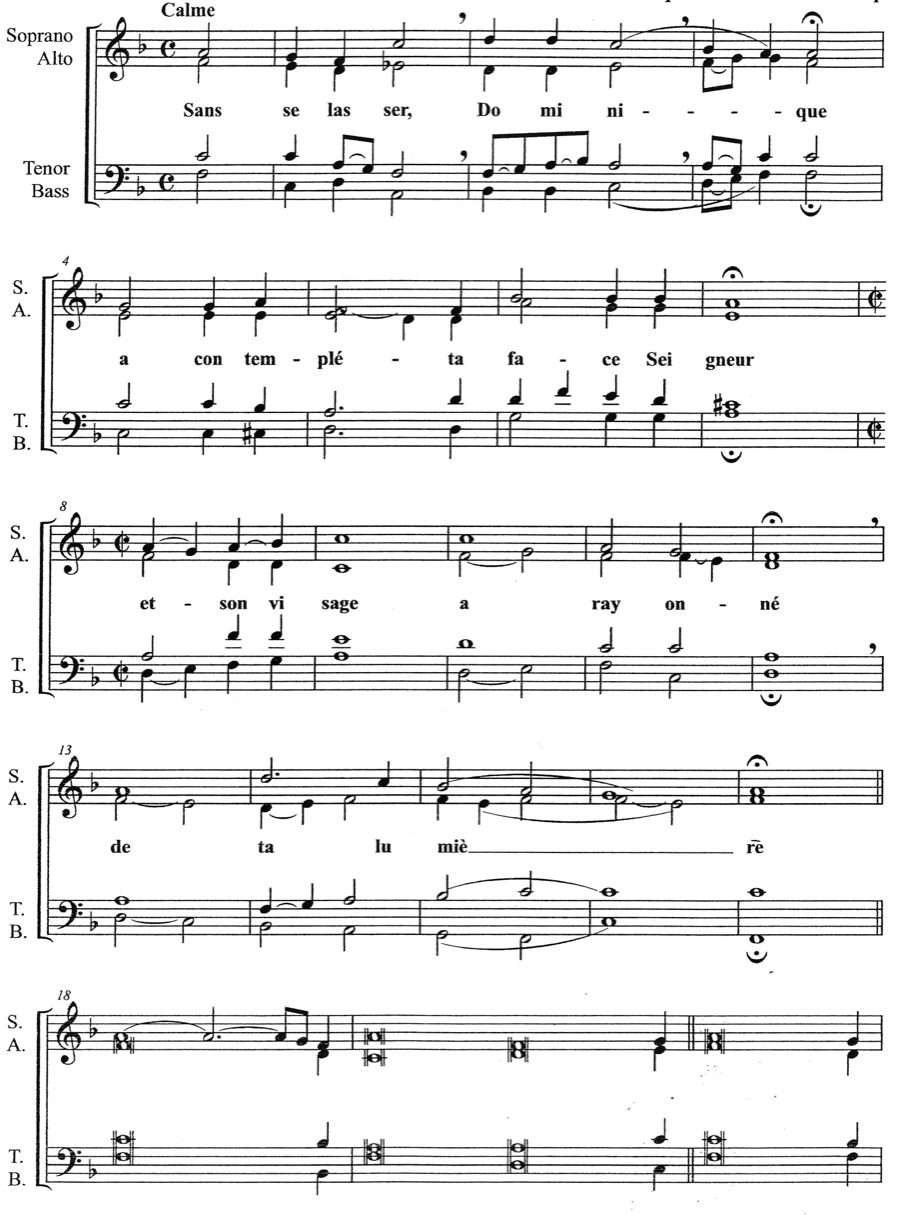 Calme
Soprano
Alto
Sans se las ser, Do mi ni - - - - que
Tenor
Bass
4
S.
A.
a con tem - plé - ta fa - ce Sei gneur
T.
B.
8
S.
A.
et - son vi sage a ray on - né
T.
B.
13
S.
A.
de ta lu miè re
T.
B.
18
S.
A.
T.
B.